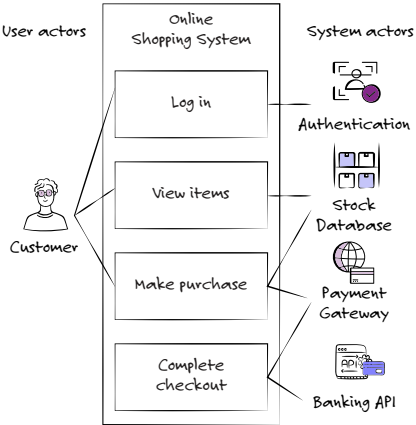 User actors
Online
Shopping System
System actors
Log in
Authentication
View items
Stock
Database
Customer
Make purchase
Payment
Gateway
Complete
checkout
API
Banking API